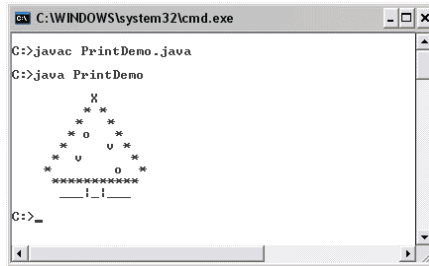 C:\WINDOWS\system32\cmd.exe
C:>javac PrintDemo.java
C:>java PrintDemo
          X
         * *
        *   *
       * o   *
      *     v *
     *  v      *
    *        o  *
     ***********
      ___¦_¦___
C:>_